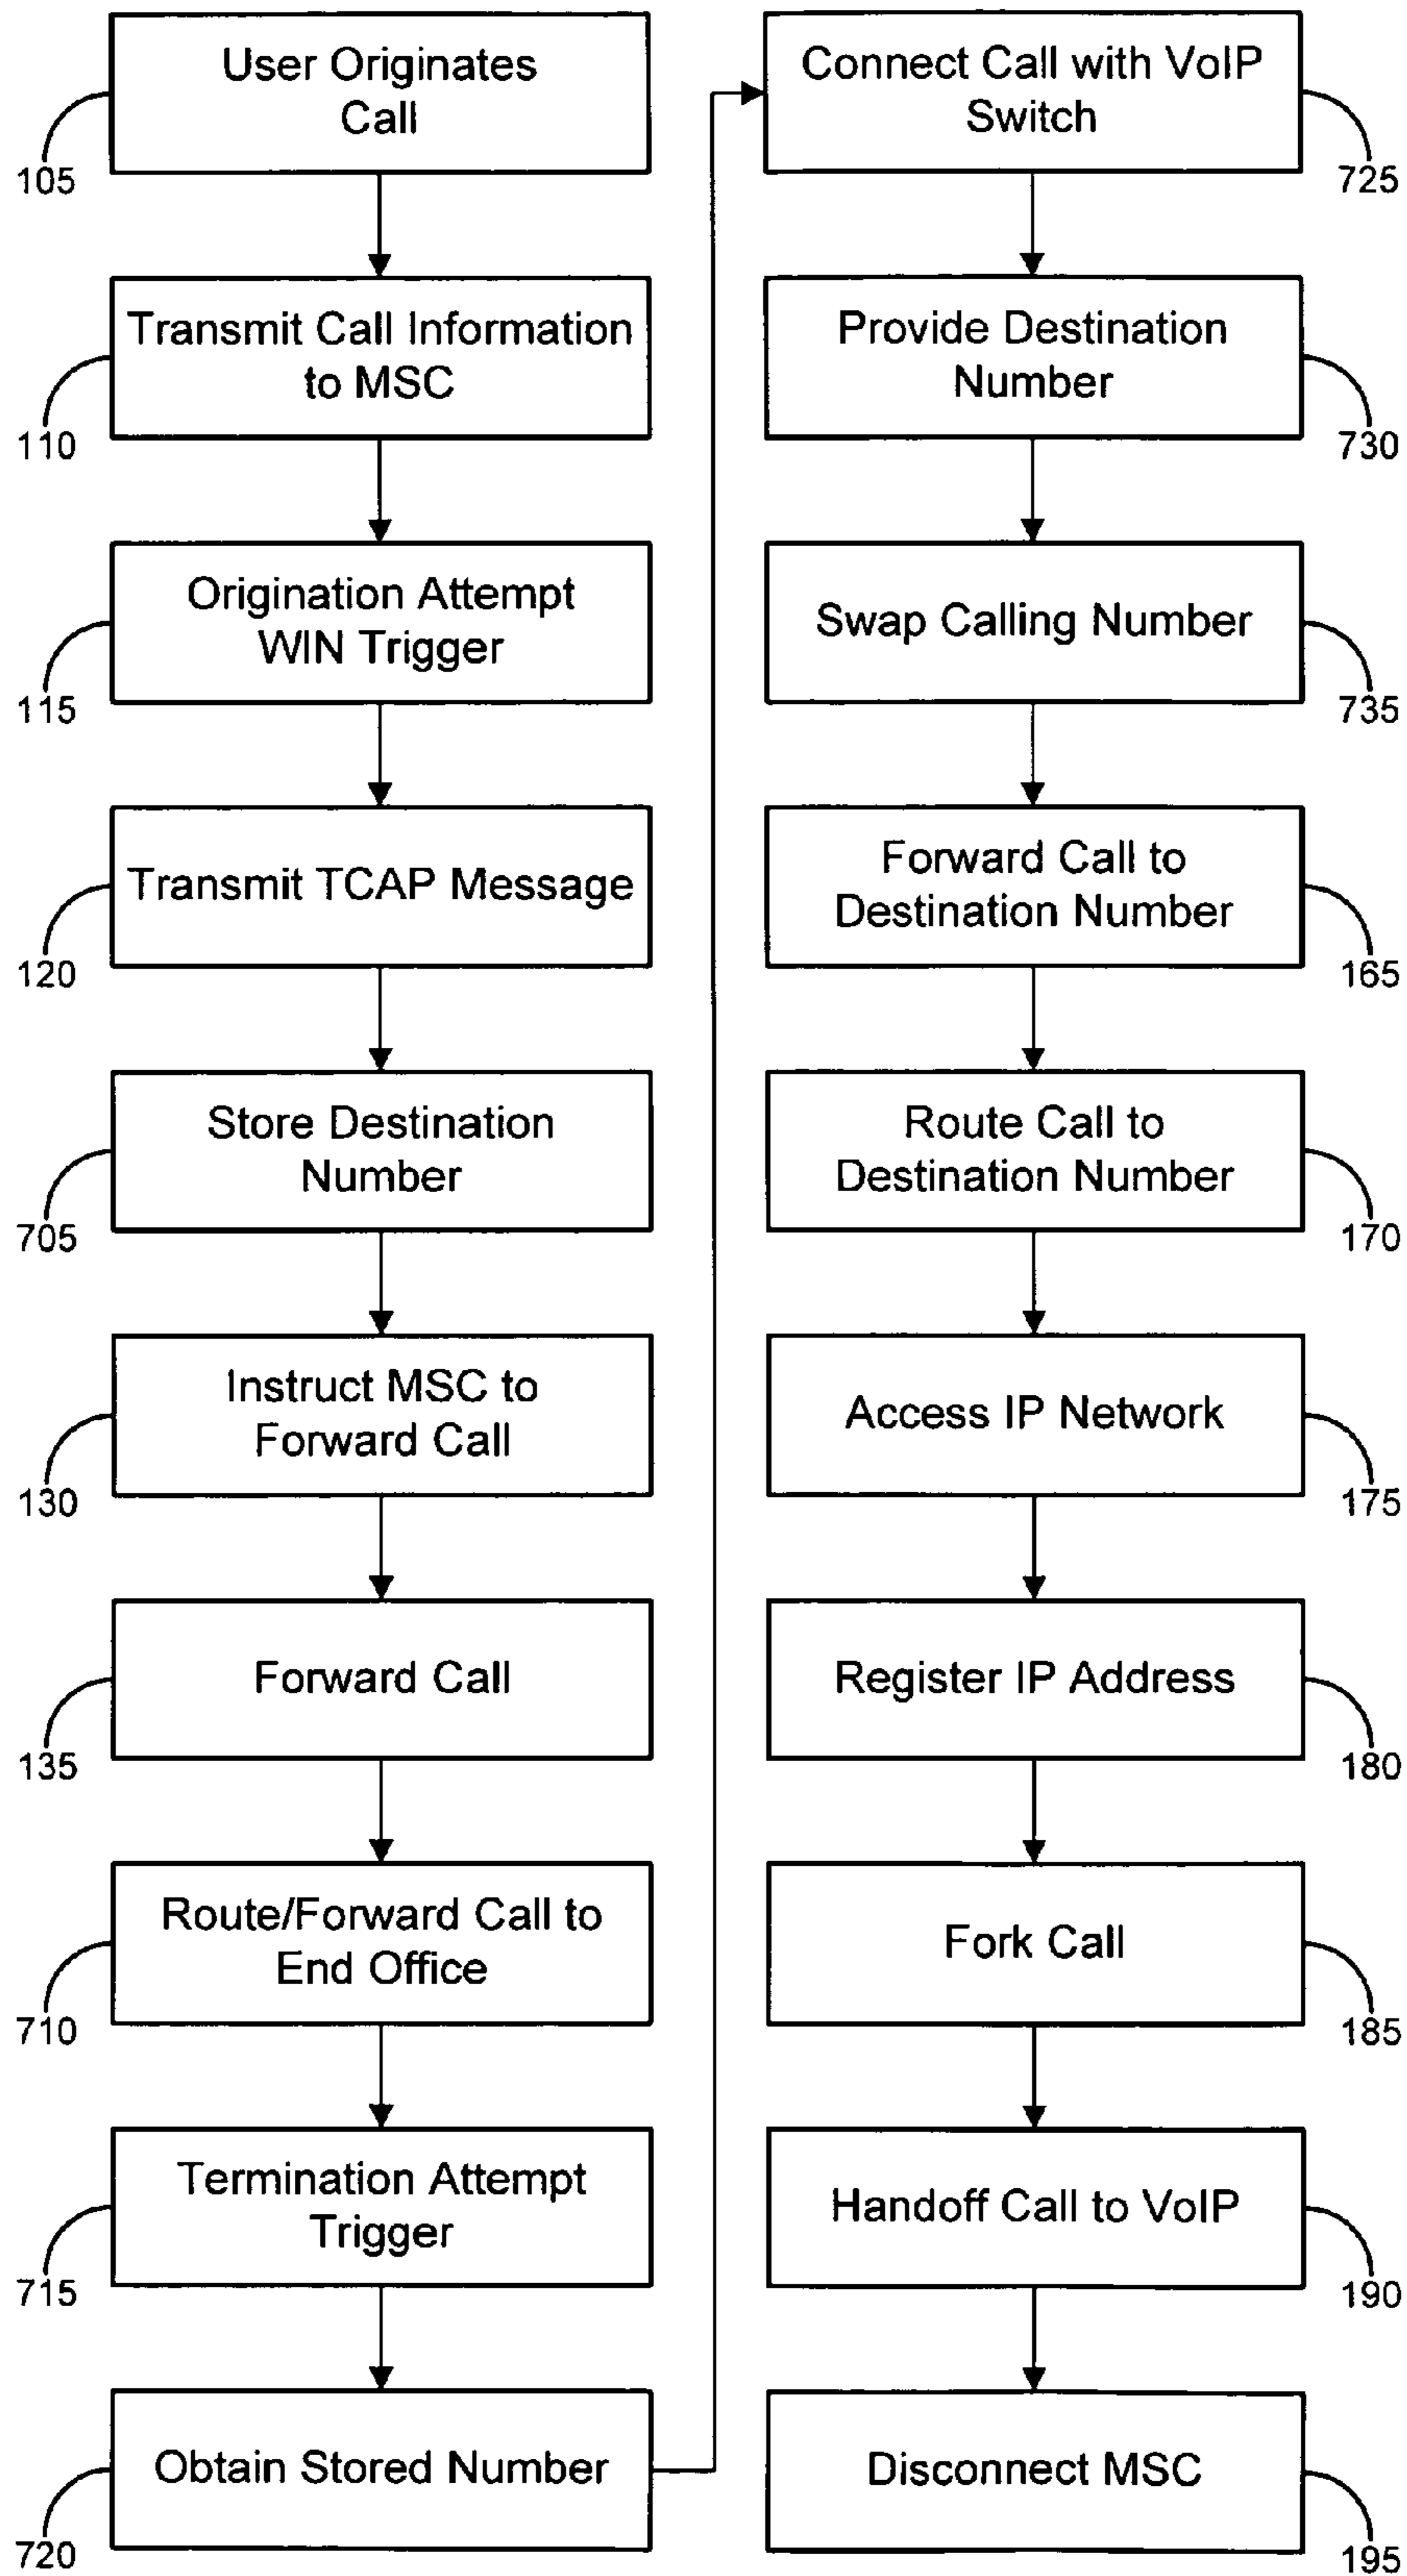 User Originates
Call
105
Transmit Call Information
to MSC
110
Origination Attempt
WIN Trigger
115
Transmit TCAP Message
120
Store Destination
Number
705
Instruct MSC to
Forward Call
130
Forward Call
135
Route/Forward Call to
End Office
710
Termination Attempt
Trigger
715
Obtain Stored Number
720
Connect Call with VoIP
Switch
725
Provide Destination
Number
730
Swap Calling Number
735
Forward Call to
Destination Number
165
Route Call to
Destination Number
170
Access IP Network
175
Register IP Address
180
Fork Call
185
Handoff Call to VoIP
190
Disconnect MSC
195